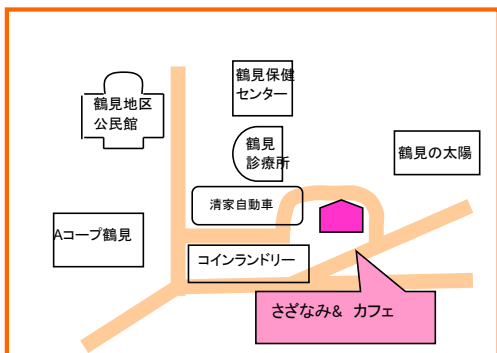 鶴見保健
センター
鶴見地区
公民館
鶴見
診療所
鶴見の太陽
清家自動車
Aコープ鶴見
コインランドリー
さざなみ& カフェ